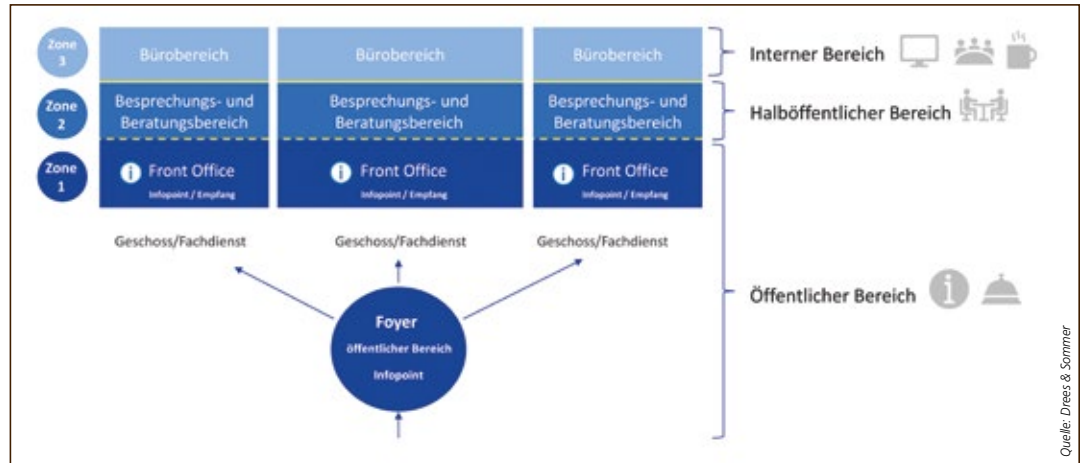 Zone
3
Bürobereich
Bürobereich
Bürobereich
Interner Bereich
Zone
2
Besprechungs- und
Beratungsbereich
Besprechungs- und
Beratungsbereich
Besprechungs- und
Beratungsbereich
Halböffentlicher Bereich
Zone
1
i Front Office
Infopoint / Empfang
i Front Office
Infopoint / Empfang
i Front Office
Infopoint / Empfang
Geschoss/Fachdienst
Geschoss/Fachdienst
Geschoss/Fachdienst
Öffentlicher Bereich i
Foyer
öffentlicher Bereich
Infopoint
Quelle: Drees & Sommer